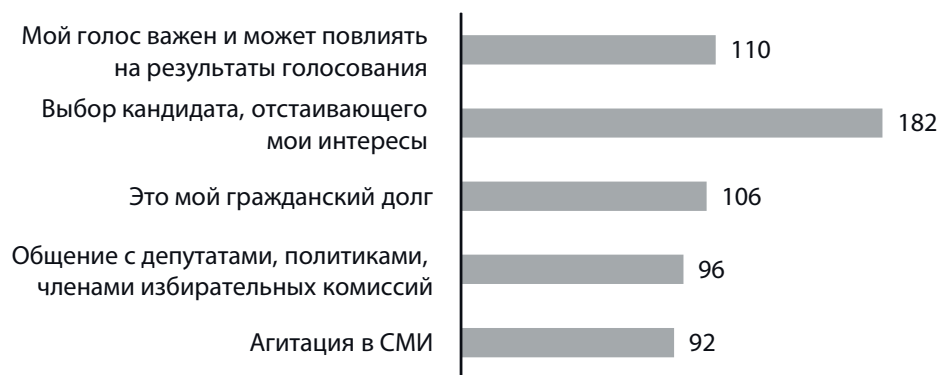 Мой голос важен и может повлиять
на результаты голосования
110
Выбор кандидата, отстаивающего
мои интересы
182
Это мой гражданский долг
106
Общение с депутатами, политиками,
членами избирательных комиссий
96
Агитация в СМИ
92